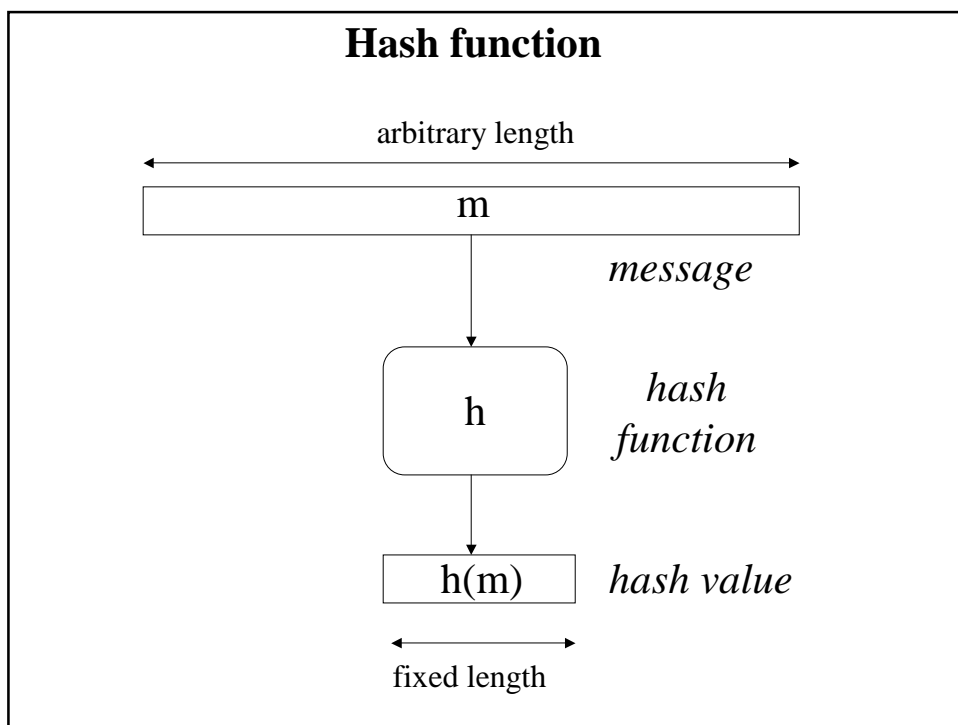 Hash function
arbitrary length
m
message
h
hash
function
h(m)
hash value
fixed length